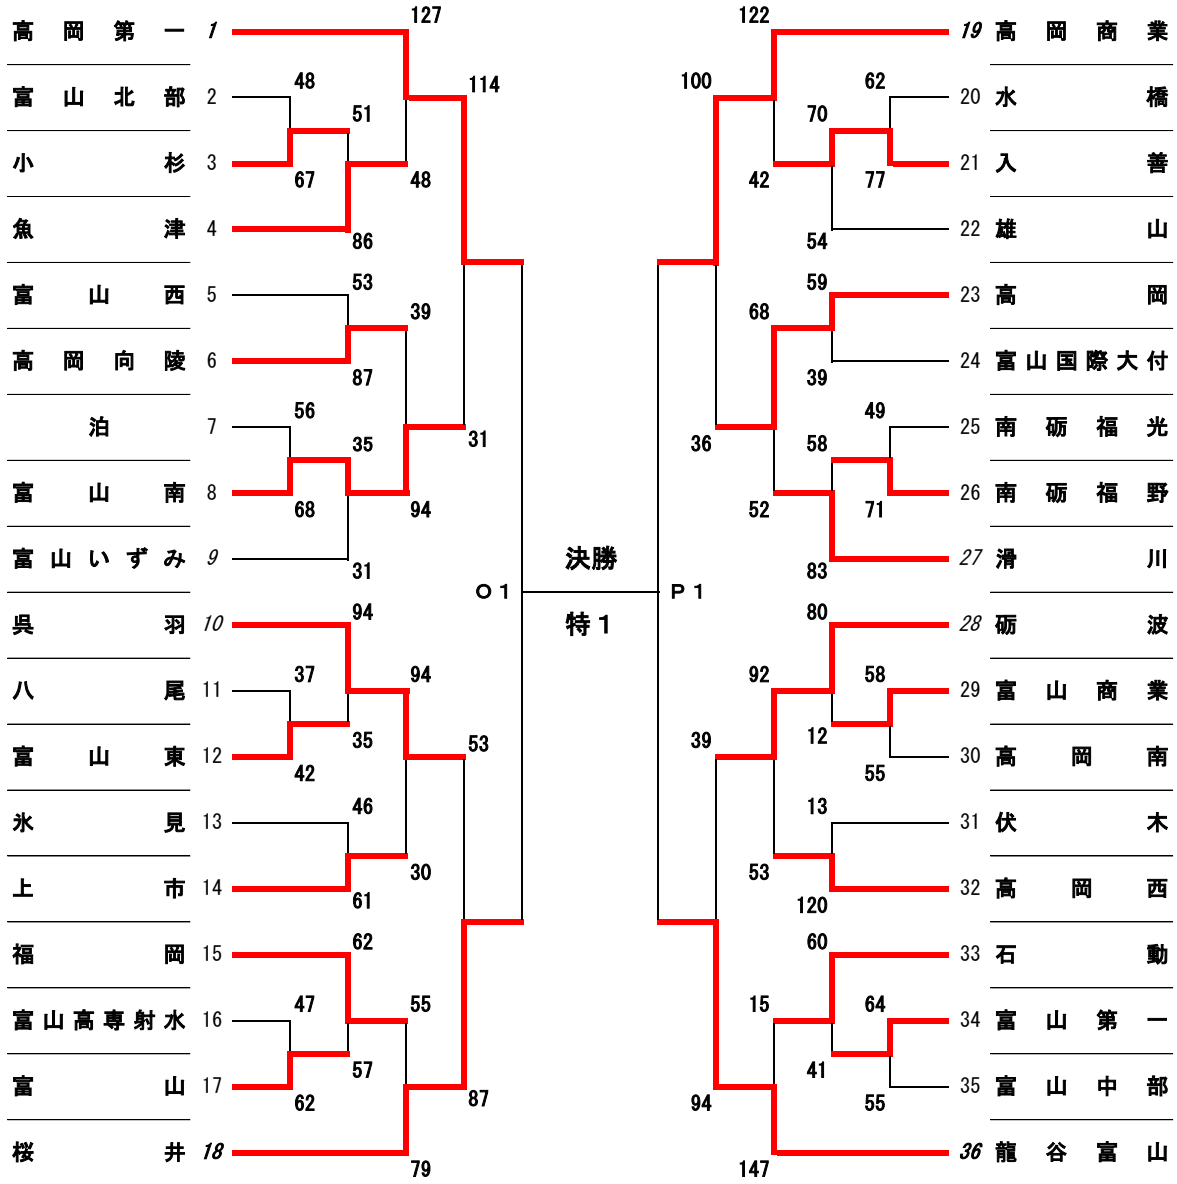 127 122
高岡第一 1 19 高岡商業
48 114 100 62
富山北部 2 20 水橋
51 70
小杉 3 21 入善
67 48 42 77
魚津 4 22 雄山
86 54
53 59
富山西 5 23 高岡
39 68
高岡向陵 6 24 富山国際大付
87 39
56 49
泊 7 25 南砺福光
35 31 36 58
富山南 8 26 南砺福野
68 94 52 71
富山いずみ 9 決勝 27 滑川
31 83
O1 P1
94 特1 80
呉羽 10 28 砺波
37 94 92 58
八尾 11 29 富山商業
35 53 39 12
富山東 12 30 高岡南
42 55
46 13
氷見 13 31 伏木
30 53
上市 14 32 高岡西
61 120
62 60
福岡 15 33 石動
47 55 15 64
富山高専射水 16 34 富山第一
57 41
富山 17 35 富山中部
62 87 94 55
桜井 18 36 龍谷富山
79 147